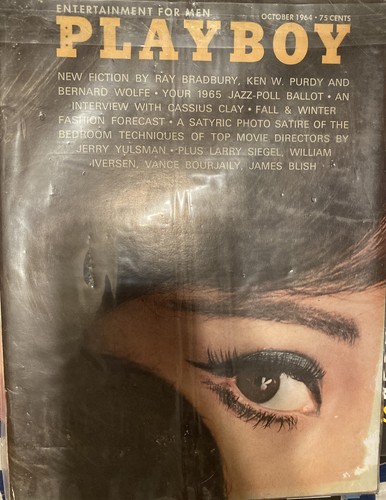 ENTERTAINMENT FOR MEN
OCTOBER 1964 • 75 CENTS
PLAYBOY
NEW FICTION BY RAY BRADBURY, KEN W. PURDY AND
BERNARD WOLFE • YOUR 1965 JAZZ-POLL BALLOT • AN
INTERVIEW WITH CASSIUS CLAY • FALL & WINTER
FASHION FORECAST • A SATYRIC PHOTO SATIRE OF THE
BEDROOM TECHNIQUES OF TOP MOVIE DIRECTORS BY
JERRY YULSMAN • PLUS LARRY SIEGEL, WILLIAM
IVERSEN, VANCE BOURJAILY, JAMES BLISH